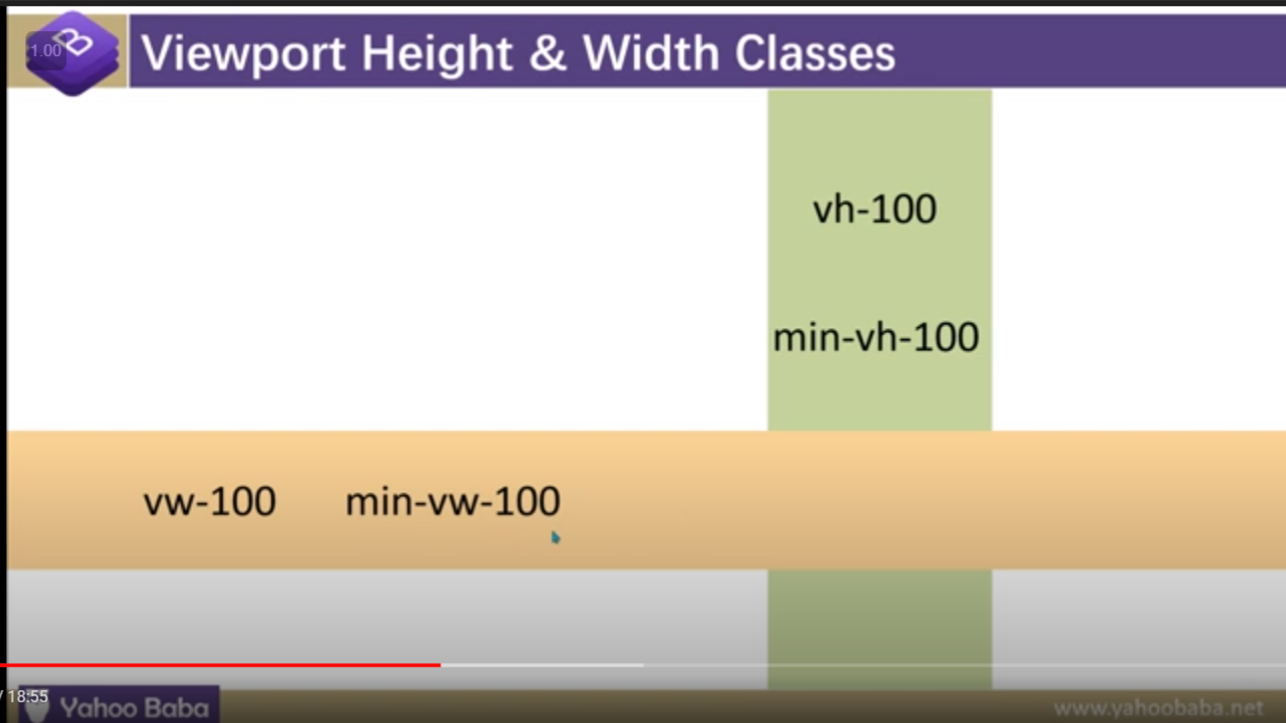 1.00
Viewport Height & Width Classes
vh-100
min-vh-100
vw-100 min-vw-100
/ 18:55
Yahoo Baba
www.yahoobaba.net